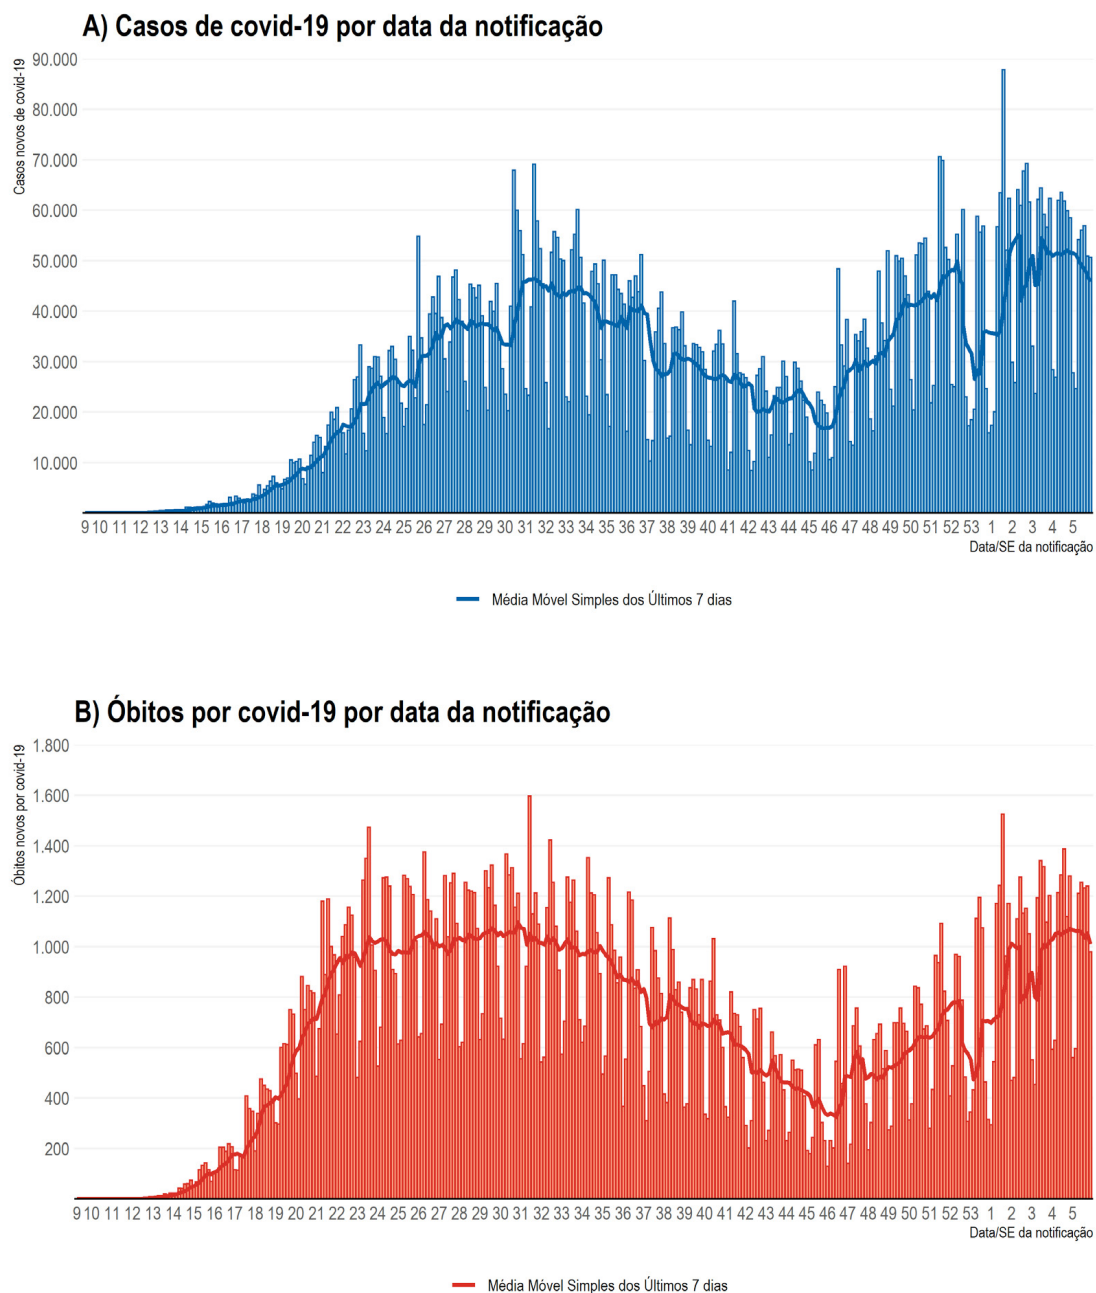 A) Casos de covid-19 por data da notificação
Casos novos de covid-19
90.000
80.000
70.000
60.000
50.000
40.000
30.000
20.000
10.000
9 10 11 12 13 14 15 16 17 18 19 20 21 22 23 24 25 26 27 28 29 30 31 32 33 34 35 36 37 38 39 40 41 42 43 44 45 46 47 48 49 50 51 52 53 1 2 3 4 5
Data/SE da notificação
Média Móvel Simples dos Últimos 7 dias
B) Óbitos por covid-19 por data da notificação
Óbitos novos por covid-19
1.800
1.600
1.400
1.200
1.000
800
600
400
200
9 10 11 12 13 14 15 16 17 18 19 20 21 22 23 24 25 26 27 28 29 30 31 32 33 34 35 36 37 38 39 40 41 42 43 44 45 46 47 48 49 50 51 52 53 1 2 3 4 5
Data/SE da notificação
Média Móvel Simples dos Últimos 7 dias